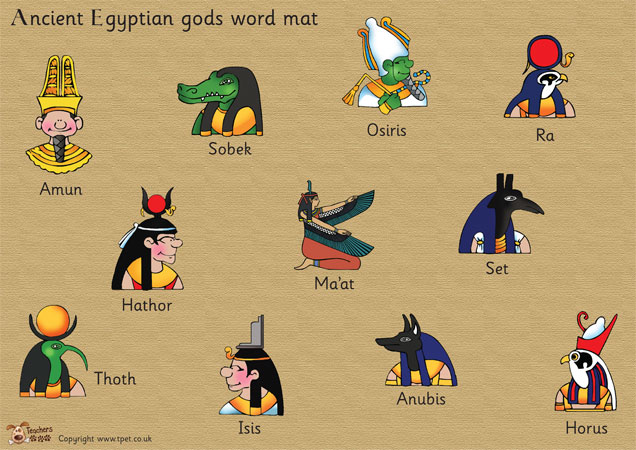 Ancient Egyptian gods word mat
Osiris
Ra
Sobek
Amun
Ma'at
Set
Hathor
Thoth
Anubis
Isis
Horus
Teachers
Copyright www.tpet.co.uk